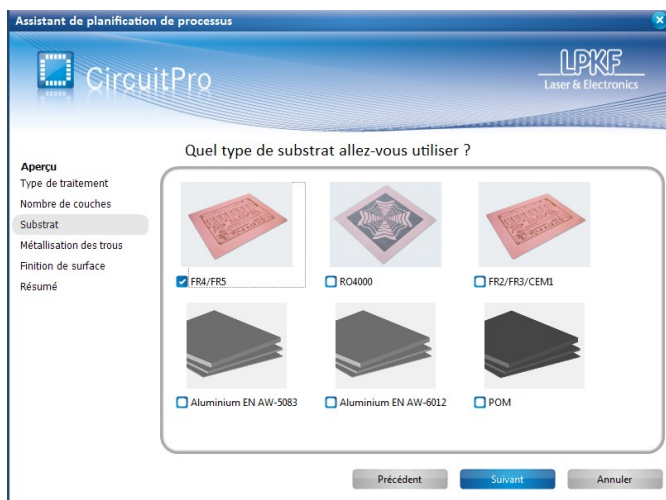 Assistant de planification de processus
CircuitPro
LPKF
Laser & Electronics
Quel type de substrat allez-vous utiliser ?
Aperçu
Type de traitement
Nombre de couches
Substrat
Métallisation des trous
Finition de surface
Résumé
FR4/FR5
RO4000
FR2/FR3/CEM1
Aluminium EN AW-5083
Aluminium EN AW-6012
POM
Précédent
Suivant
Annuler